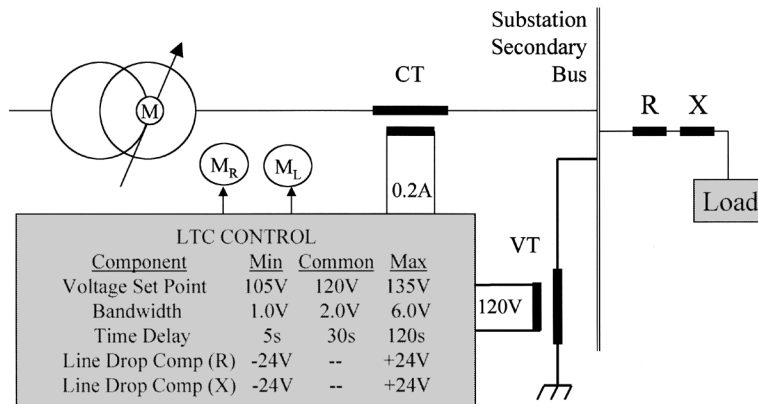 Substation
Secondary
Bus
CT
R X
M
M_R M_L
0.2A
Load
LTC CONTROL
Component Min Common Max
Voltage Set Point 105V 120V 135V
Bandwidth 1.0V 2.0V 6.0V
Time Delay 5s 30s 120s
Line Drop Comp (R) -24V -- +24V
Line Drop Comp (X) -24V -- +24V
VT
120V